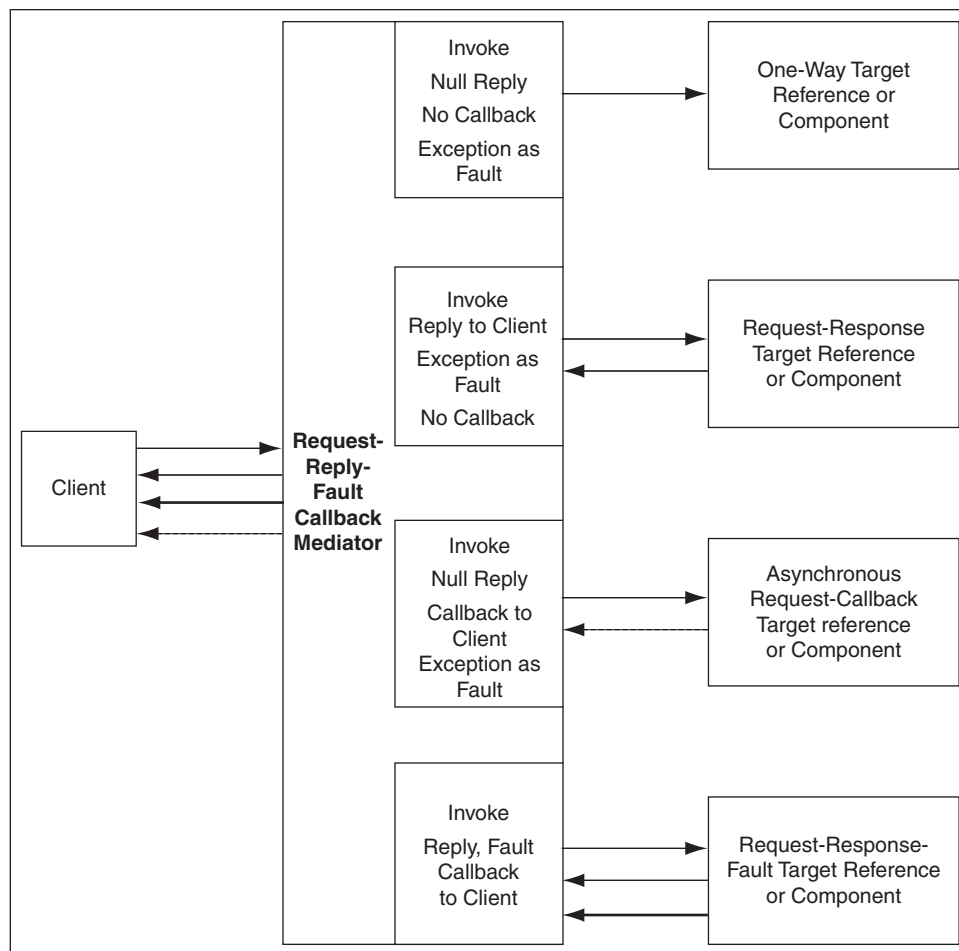 Invoke
Null Reply
No Callback
Exception as
Fault
One-Way Target
Reference or
Component
Invoke
Reply to Client
Exception as
Fault
No Callback
Request-Response
Target Reference
or Component
Client
Request-
Reply-
Fault
Callback
Mediator
Invoke
Null Reply
Callback to
Client
Exception as
Fault
Asynchronous
Request-Callback
Target reference
or Component
Invoke
Reply, Fault
Callback
to Client
Request-Response-
Fault Target Reference
or Component